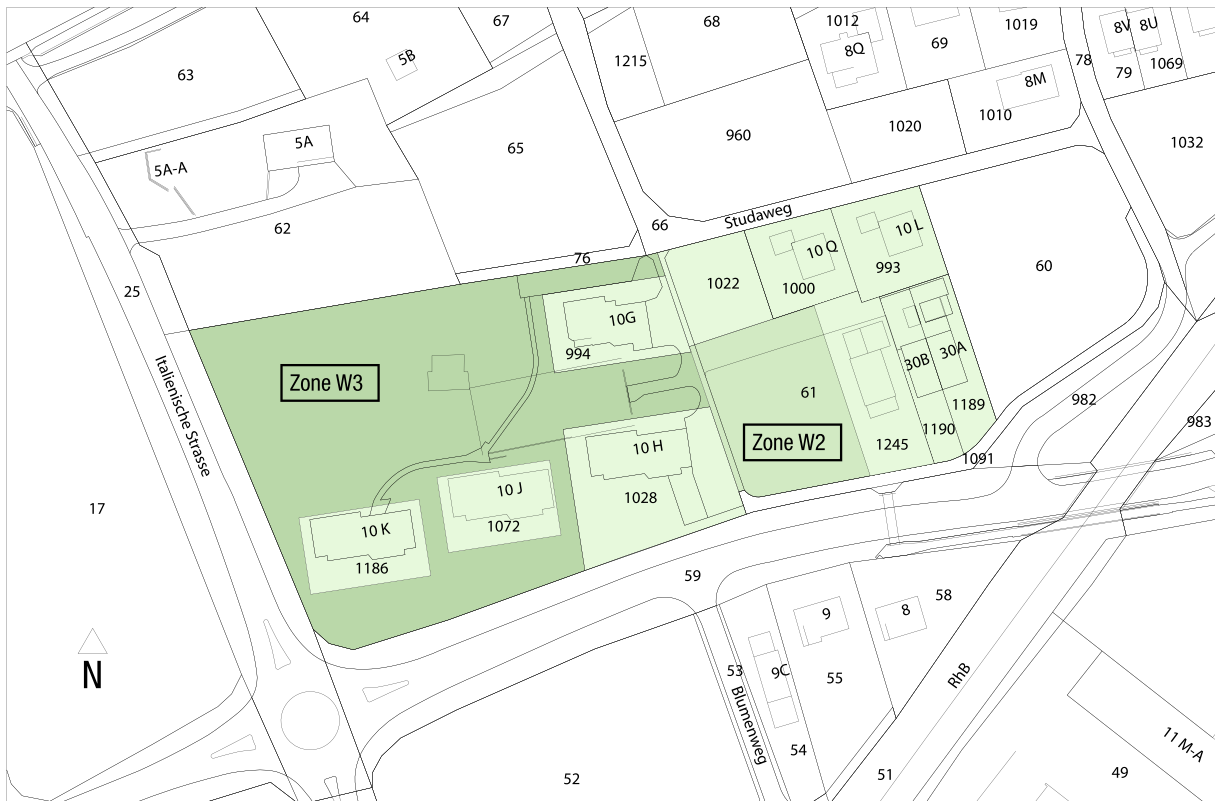 64
67
68
1012
1019
8V
8U
8Q
69
78
5B
1215
79
1069
63
8M
1010
960
1020
5A
65
1032
5A-A
Studaweg
62
66
10 L
10 Q
76
993
60
25
1022
1000
10G
994
30B
30A
Italienische Strasse
Zone W3
61
1189
982
983
Zone W2
1190
10 H
1245
1091
10 J
1028
17
1072
10 K
1186
59
58
9
8
N
53
9C
55
RhB
Blumenweg
54
11 M-A
52
51
49